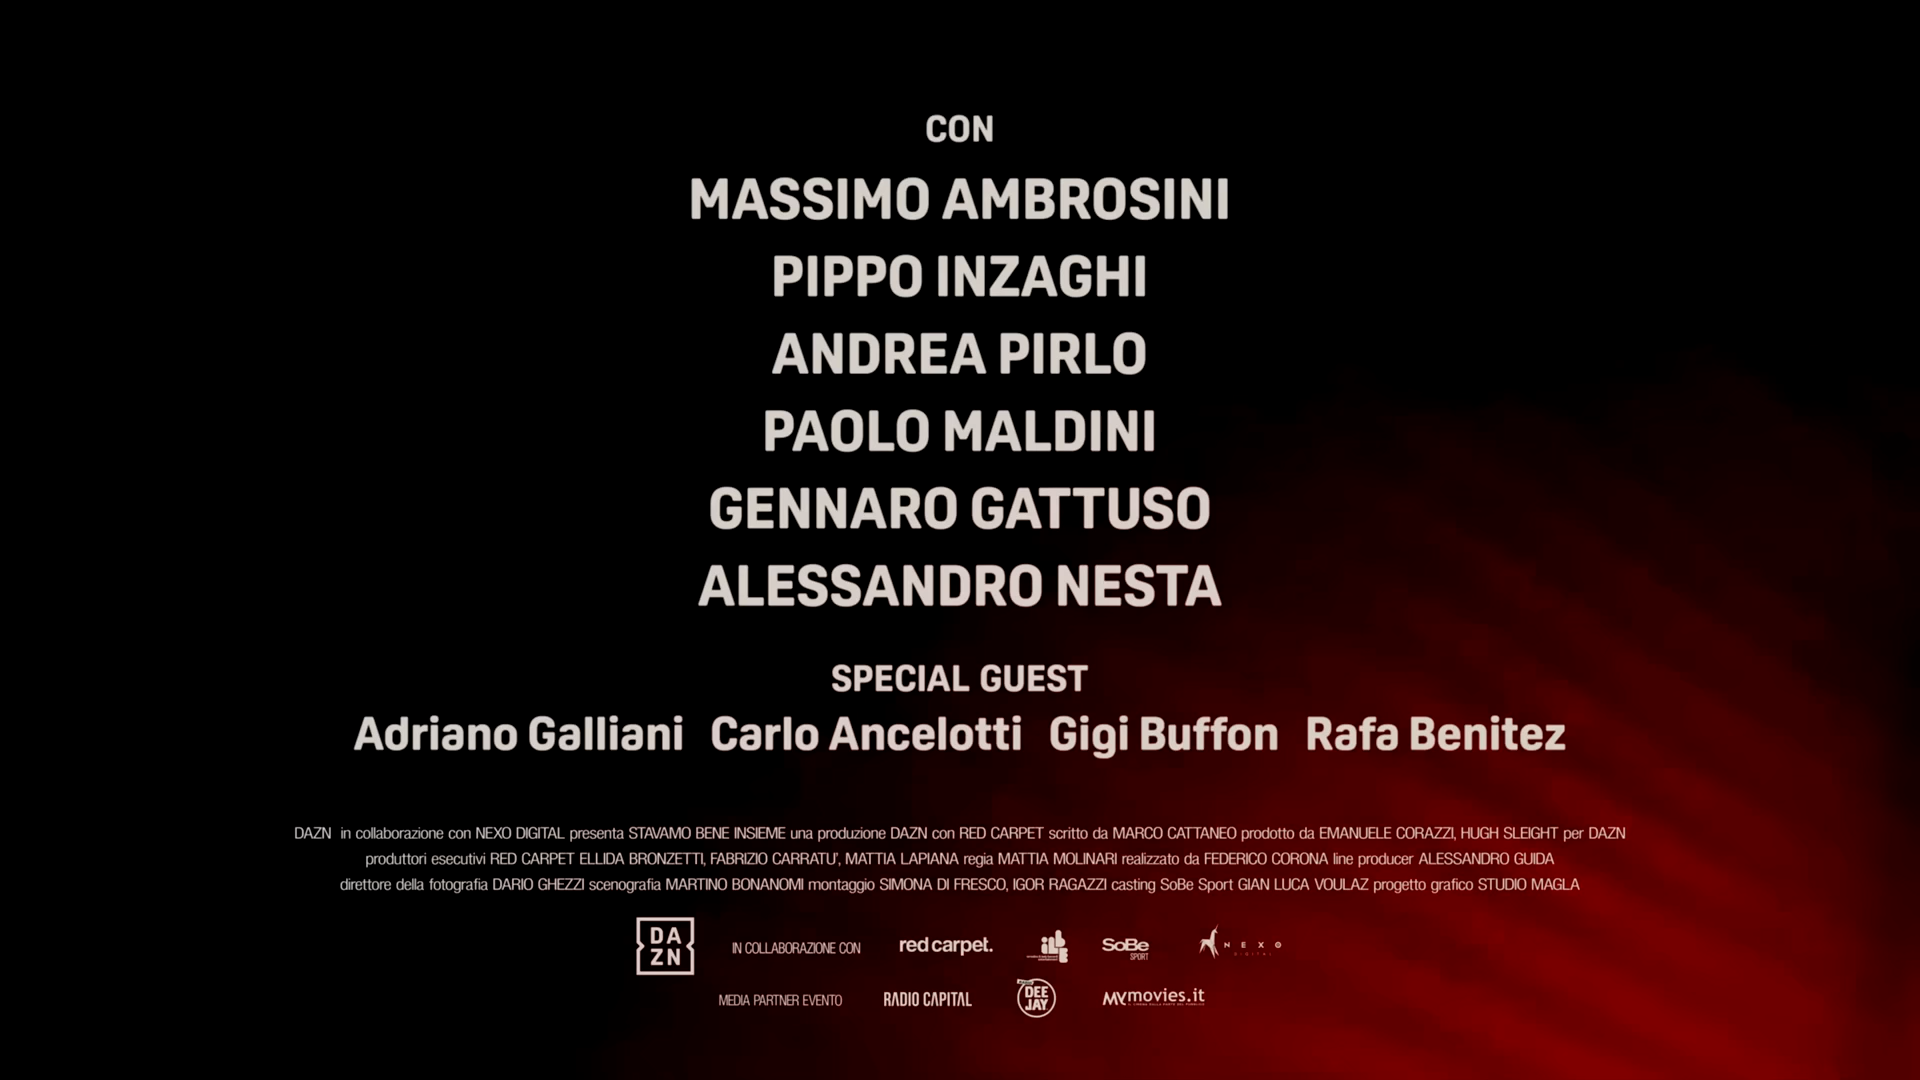 CON
MASSIMO AMBROSINI
PIPPO INZAGHI
ANDREA PIRLO
PAOLO MALDINI
GENNARO GATTUSO
ALESSANDRO NESTA
SPECIAL GUEST
Adriano Galliani Carlo Ancelotti Gigi Buffon Rafa Benitez
DAZN in collaborazione con NEXO DIGITAL presenta STAVAMO BENE INSIEME una produzione DAZN con RED CARPET scritto da MARCO CATTANEO prodotto da EMANUELE CORAZZI, HUGH SLEIGHT per DAZN
produttori esecutivi RED CARPET ELLIDA BRONZETTI, FABRIZIO CARRATU', MATTIA LAPIANA regia MATTIA MOLINARI realizzato da FEDERICO CORONA line producer ALESSANDRO GUIDA
direttore della fotografia DARIO GHEZZI scenografia MARTINO BONANOMI montaggio SIMONA DI FRESCO, IGOR RAGAZZI casting SoBe Sport GIAN LUCA VOULAZ progetto grafico STUDIO MAGLA
DA
ZN
IN COLLABORAZIONE CON
red carpet.
SoBe
SPORT
NEXO
DIGITAL
MEDIA PARTNER EVENTO
RADIO CAPITAL
DEE
JAY
MYmovies.it